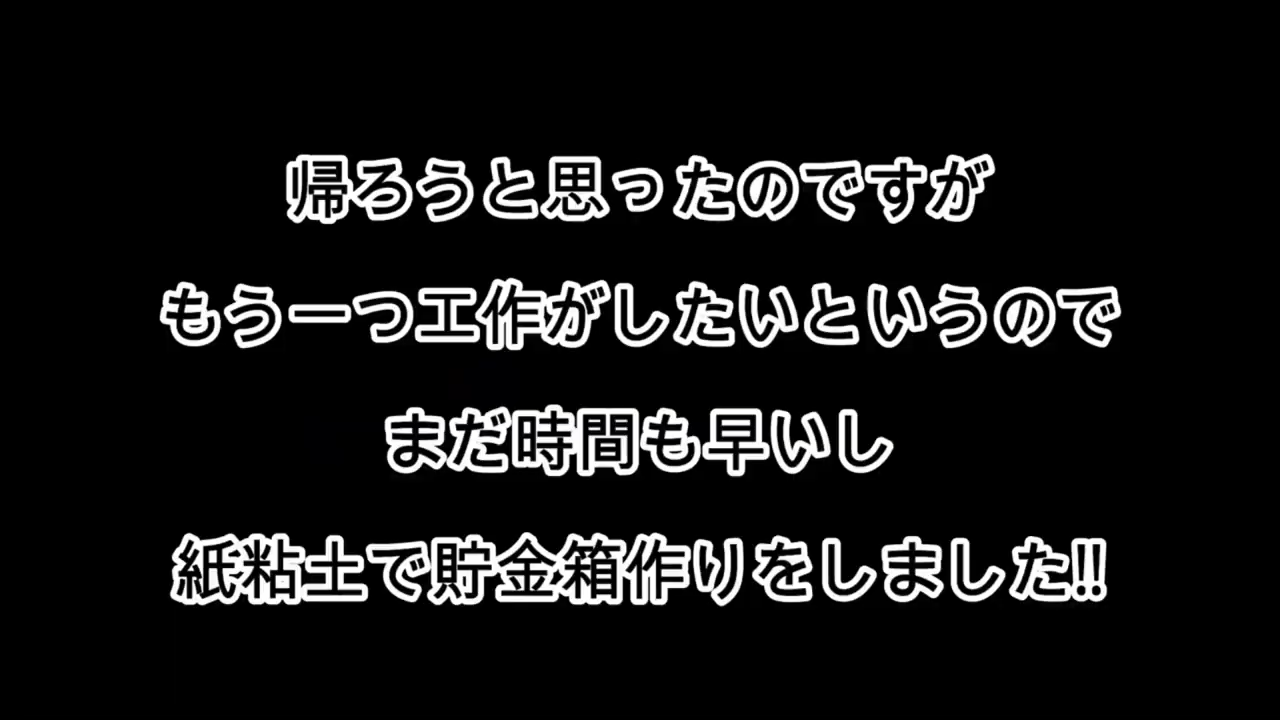 帰ろうと思ったのですが
もう一つ工作がしたいというので
まだ時間も早いし
紙粘土で貯金箱作りをしました!!